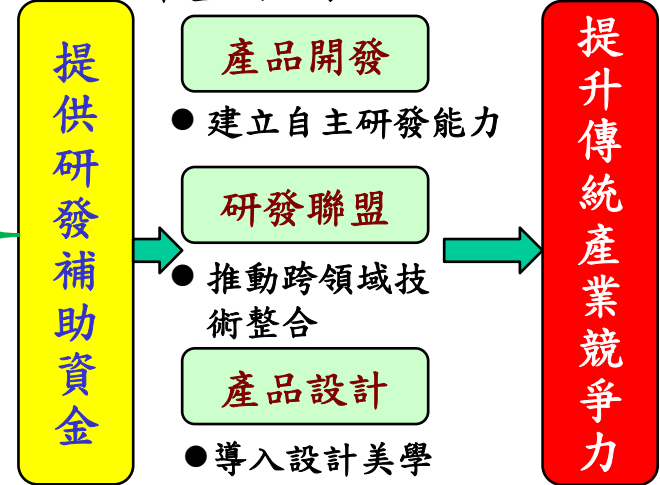 提供研發補助資金
產品開發
● 建立自主研發能力
研發聯盟
● 推動跨領域技
術整合
產品設計
●導入設計美學
提升傳統產業競爭力